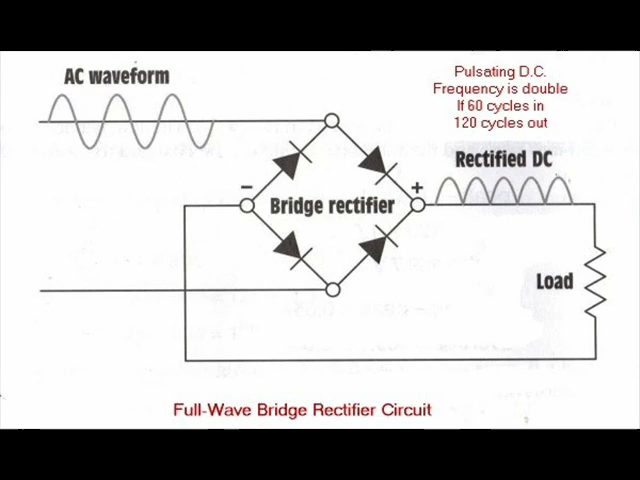 AC waveform
Pulsating D.C.
Frequency is double
If 60 cycles in
120 cycles out
Rectified DC
−
+
Bridge rectifier
Load
Full-Wave Bridge Rectifier Circuit